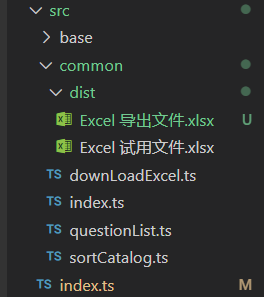 src
base
common
dist
Excel 导出文件.xlsx U
Excel 试用文件.xlsx
TS downLoadExcel.ts
TS index.ts
TS questionList.ts
TS sortCatalog.ts
TS index.ts M